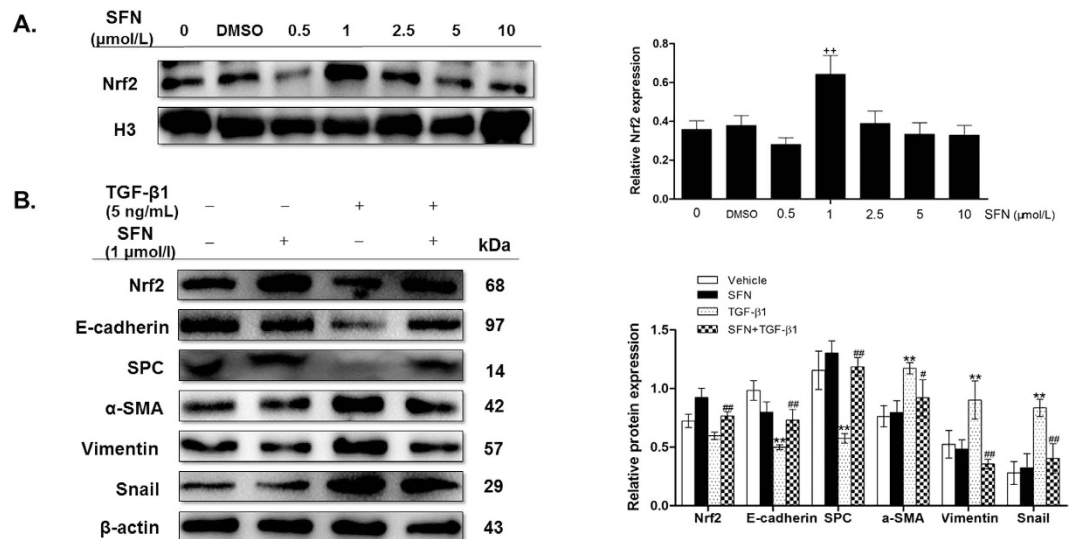 A.
SFN
(µmol/L)
0 DMSO 0.5 1 2.5 5 10
Nrf2
H3
Relative Nrf2 expression
0.8
0.6
0.4
0.2
0.0
++
0 DMSO 0.5 1 2.5 5 10 SFN (µmol/L)
B.
TGF-β1
(5 ng/mL)
– – + +
SFN
(1 µmol/l)
– + – +
kDa
Nrf2 68
E-cadherin 97
SPC 14
α-SMA 42
Vimentin 57
Snail 29
β-actin 43
Vehicle
SFN
TGF-β1
SFN+TGF-β1
Relative protein expression
1.5
1.0
0.5
0.0
## ** ## ** ## ** # ** ## ** ##
Nrf2 E-cadherin SPC a-SMA Vimentin Snail